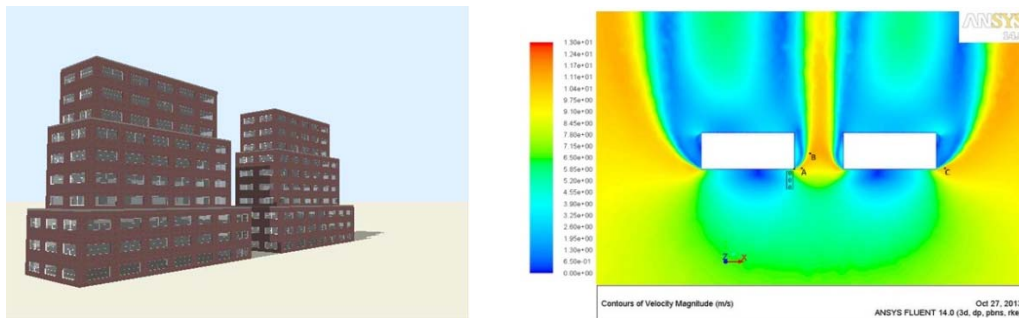 ANSYS
1.30e+01
1.24e+01
1.17e+01
1.11e+01
1.04e+01
9.75e+00
9.10e+00
8.45e+00
7.80e+00
7.15e+00
6.50e+00
5.85e+00
5.20e+00
4.55e+00
3.90e+00
3.25e+00
2.60e+00
1.95e+00
1.30e+00
6.50e-01
0.00e+00
B
A
C
Z X
Contours of Velocity Magnitude (m/s)
Oct 27, 2013
ANSYS FLUENT 14.0 (3d, dp, pbns, rke